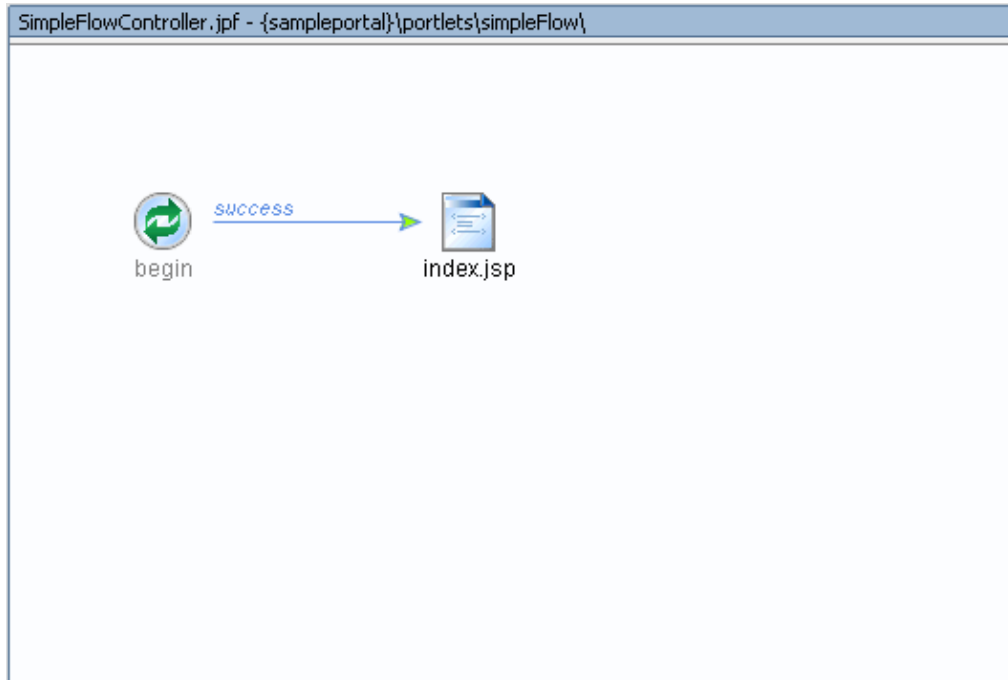 SimpleFlowController.jpf - {sampleportal}\portlets\simpleFlow\
success
begin
index.jsp